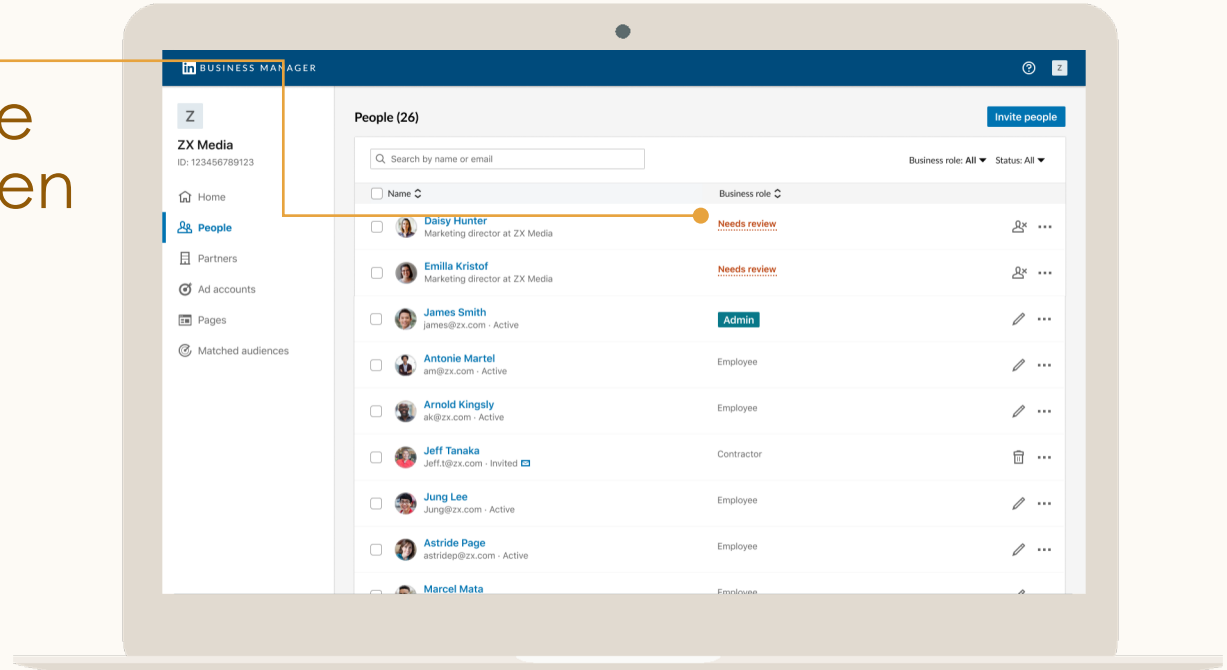 e
en
in BUSINESS MANAGER
Z
Z
ZX Media
ID: 123456789123
Home
People
Partners
Ad accounts
Pages
Matched audiences
People (26)
Invite people
Search by name or email
Business role: All Status: All
Name Business role
Daisy Hunter
Marketing director at ZX Media
Needs review
Emilla Kristof
Marketing director at ZX Media
Needs review
James Smith
james@zx.com · Active
Admin
Antonie Martel
am@zx.com · Active
Employee
Arnold Kingsly
ak@zx.com · Active
Employee
Jeff Tanaka
Jeff.t@zx.com · Invited
Contractor
Jung Lee
Jung@zx.com · Active
Employee
Astride Page
astridep@zx.com · Active
Employee
Marcel Mata
Employee